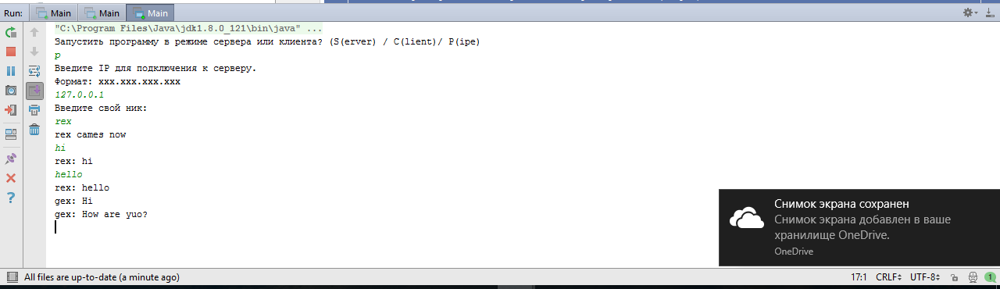 Run: Main Main Main
"C:\Program Files\Java\jdk1.8.0_121\bin\java" ...
Запустить программу в режиме сервера или клиента? (S(erver) / C(lient)/ P(ipe)
p
Введите IP для подключения к серверу.
Формат: xxx.xxx.xxx.xxx
127.0.0.1
Введите свой ник:
rex
rex cames now
hi
rex: hi
hello
rex: hello
gex: Hi
gex: How are yuo?
Снимок экрана сохранен
Снимок экрана добавлен в ваше
хранилище OneDrive.
OneDrive
All files are up-to-date (a minute ago) 17:1 CRLF UTF-8 1